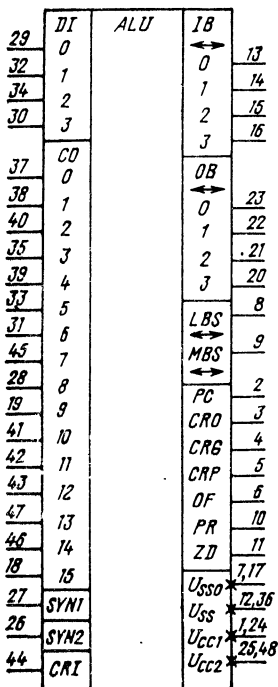 DI ALU IB
29 0
32 1 0 13
34 2 1 14
30 3 2 15
3 16
CO OB
37 0
38 1 0 23
40 2 1 22
35 3 2 21
39 4 3 20
33 5 8
31 6 LBS
45 7 MBS 9
28 8 PC 2
19 9 CRO 3
41 10 CRG 4
42 11 CRP 5
43 12 OF 6
47 13 PR 10
46 14 ZD 11
18 15 USSO 7,17
27 SYN1 USS 12,36
26 SYN2 UCC1 1,24
44 CRI UCC2 25,48